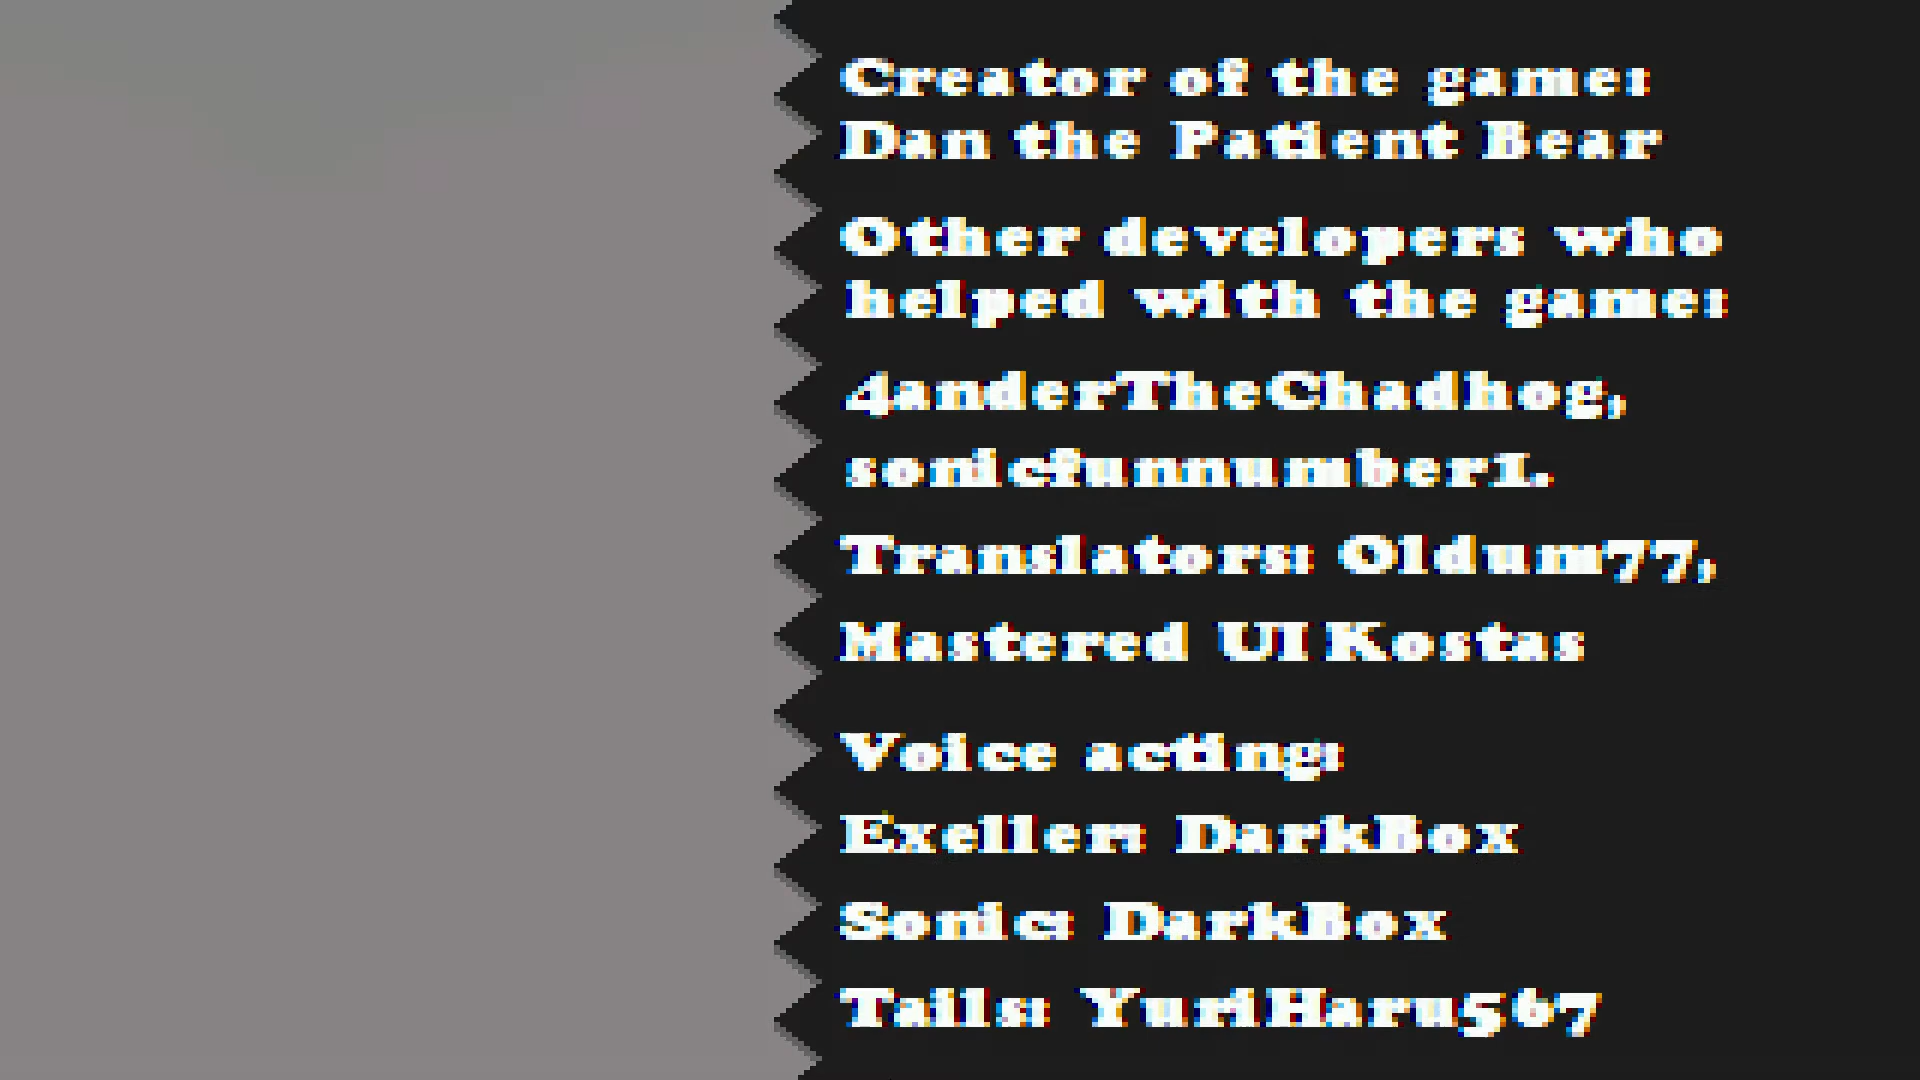 Creator of the game:
Dan the Patient Bear
Other developers who
helped with the game:
4anderTheChadhog,
sonicfunnumber1.
Translators: Oldum77,
Mastered UI Kostas
Voice acting:
Exeller: DarkBox
Sonic: DarkBox
Tails: YuriHaru567